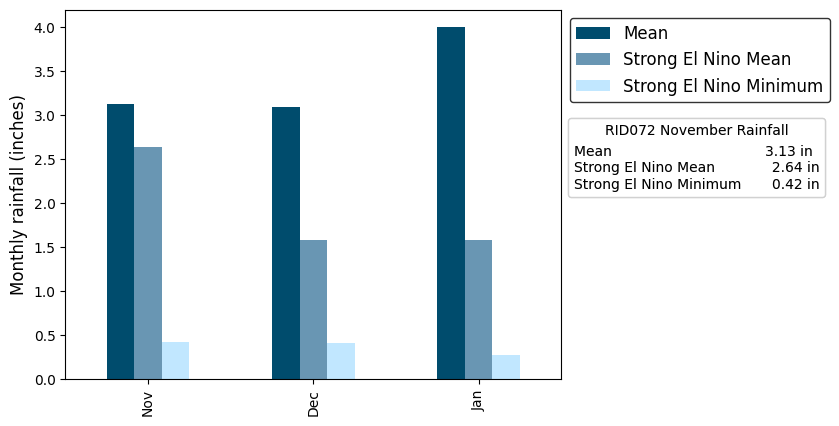 Monthly rainfall (inches)
4.0
3.5
3.0
2.5
2.0
1.5
1.0
0.5
0.0
Nov
Dec
Jan
Mean
Strong El Nino Mean
Strong El Nino Minimum
RID072 November Rainfall
Mean 3.13 in
Strong El Nino Mean 2.64 in
Strong El Nino Minimum 0.42 in